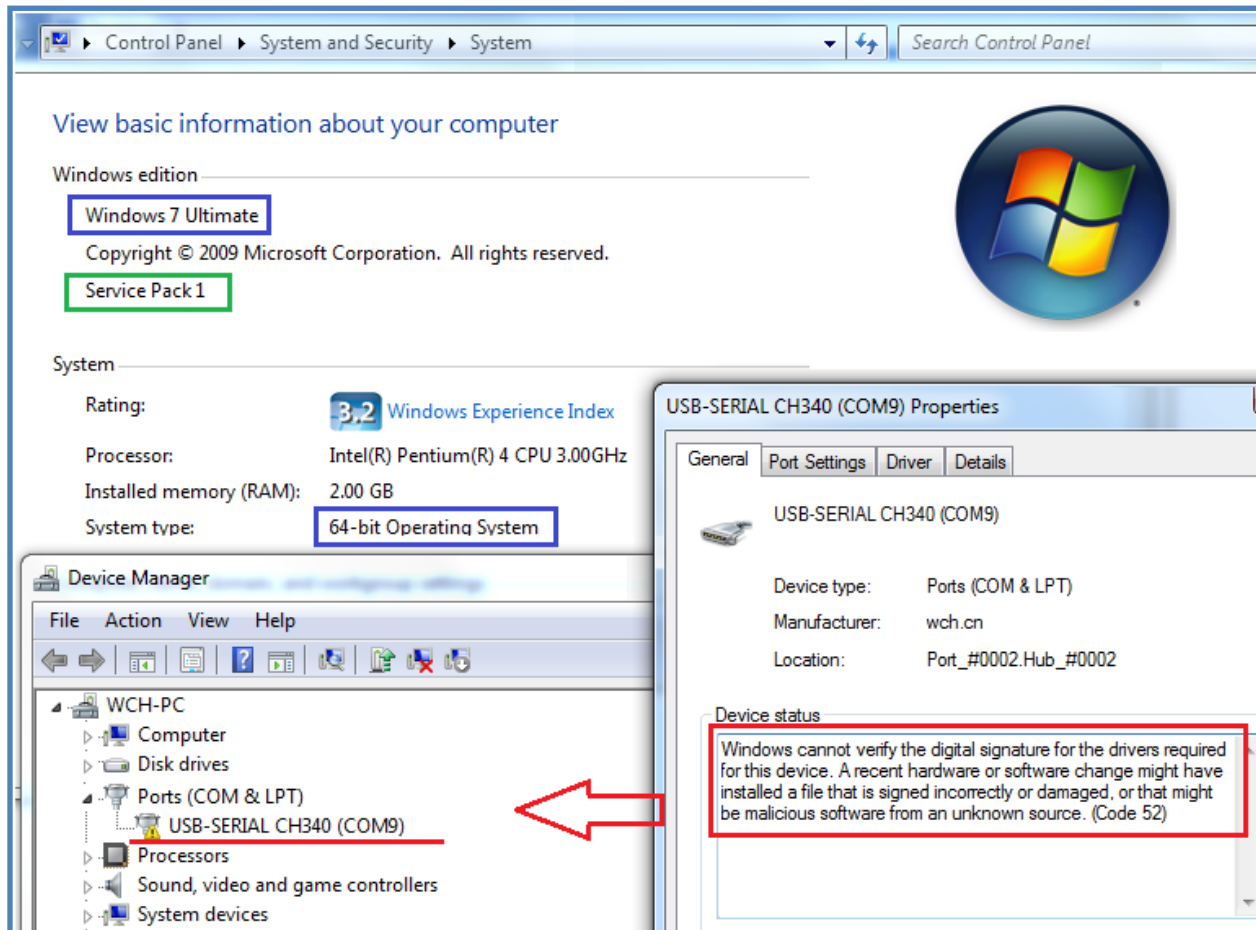 Control Panel System and Security System
Search Control Panel
View basic information about your computer
Windows edition
Windows 7 Ultimate
Copyright © 2009 Microsoft Corporation. All rights reserved.
Service Pack 1
System
Rating: 3.2 Windows Experience Index
Processor: Intel(R) Pentium(R) 4 CPU 3.00GHz
Installed memory (RAM): 2.00 GB
System type: 64-bit Operating System
Device Manager
File Action View Help
WCH-PC
Computer
Disk drives
Ports (COM & LPT)
USB-SERIAL CH340 (COM9)
Processors
Sound, video and game controllers
System devices
USB-SERIAL CH340 (COM9) Properties
General Port Settings Driver Details
USB-SERIAL CH340 (COM9)
Device type: Ports (COM & LPT)
Manufacturer: wch.cn
Location: Port_#0002.Hub_#0002
Device status
Windows cannot verify the digital signature for the drivers required
for this device. A recent hardware or software change might have
installed a file that is signed incorrectly or damaged, or that might
be malicious software from an unknown source. (Code 52)